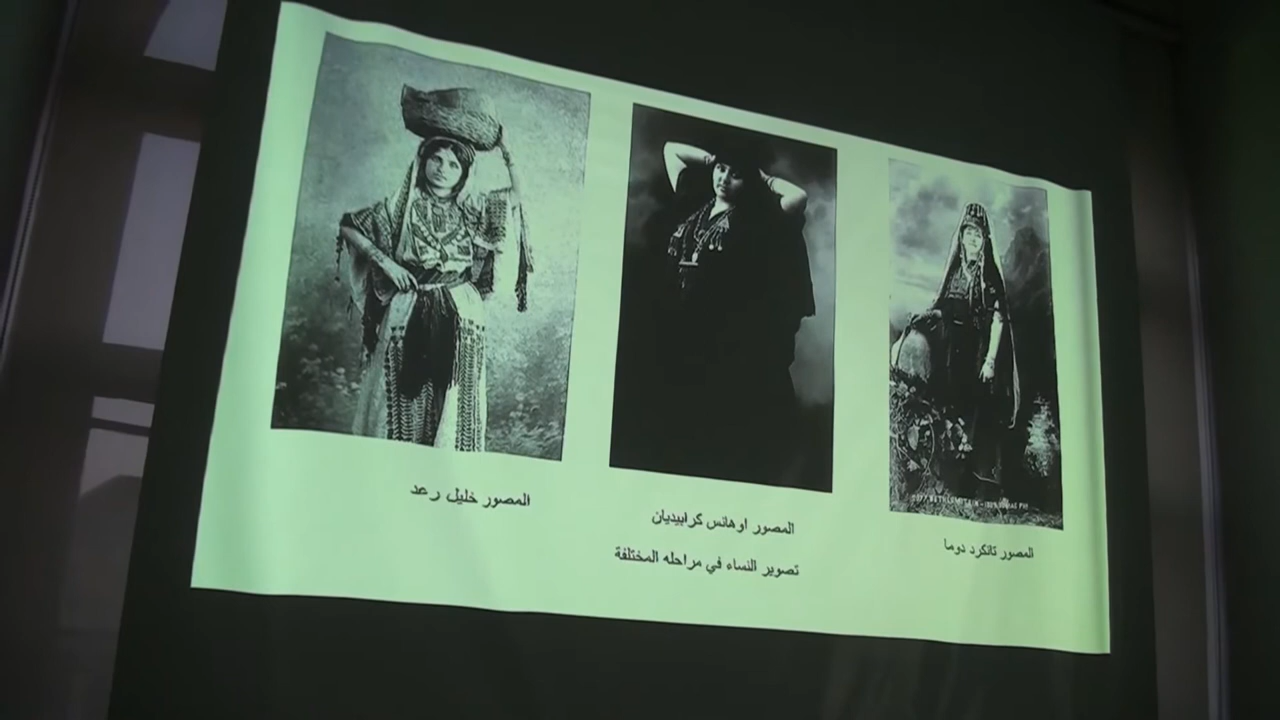 المصور تانكرد دوما
المصور اوهانس كرابيديان
المصور خليل رعد
تصوير النساء في مراحله المختلفة